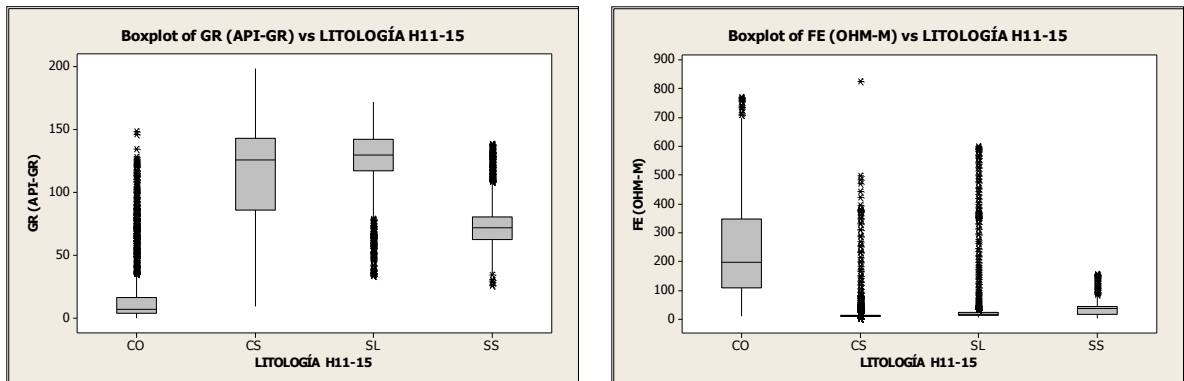 Boxplot of GR (API-GR) vs LITOLOGÍA H11-15
200
150
100
50
0
GR (API-GR)
CO CS SL SS
LITOLOGÍA H11-15
Boxplot of FE (OHM-M) vs LITOLOGÍA H11-15
900
800
700
600
500
400
300
200
100
0
FE (OHM-M)
CO CS SL SS
LITOLOGÍA H11-15